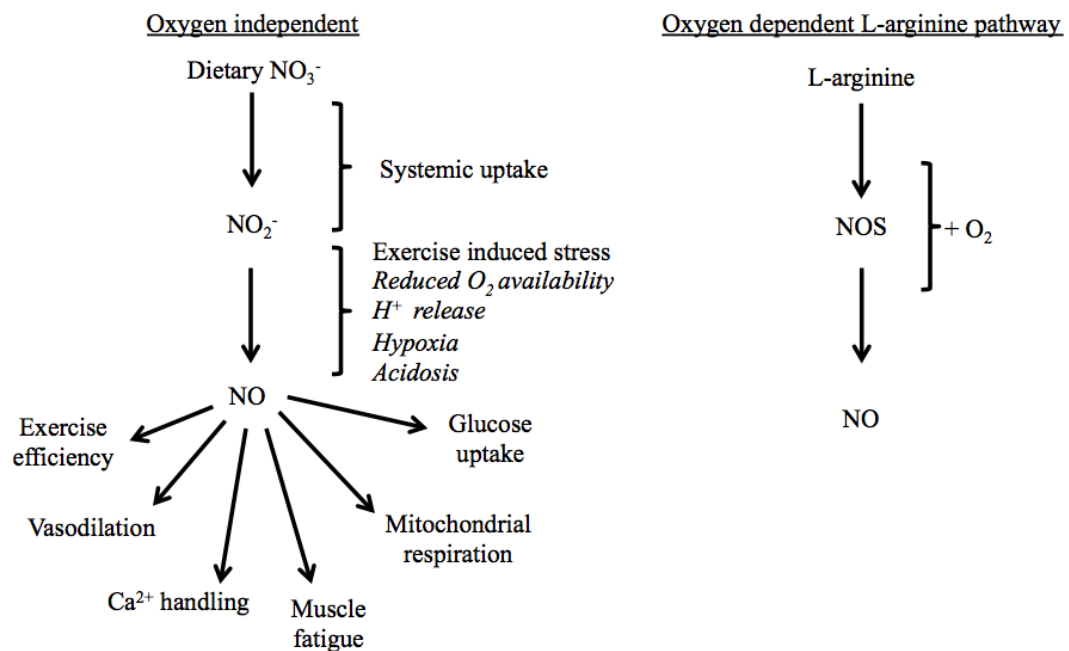 Oxygen independent
Dietary NO₃⁻
Systemic uptake
NO₂⁻
Exercise induced stress
Reduced O₂ availability
H⁺ release
Hypoxia
Acidosis
NO
Exercise
efficiency
Vasodilation
Ca²⁺ handling
Muscle
fatigue
Mitochondrial
respiration
Glucose
uptake
Oxygen dependent L-arginine pathway
L-arginine
NOS
+ O₂
NO